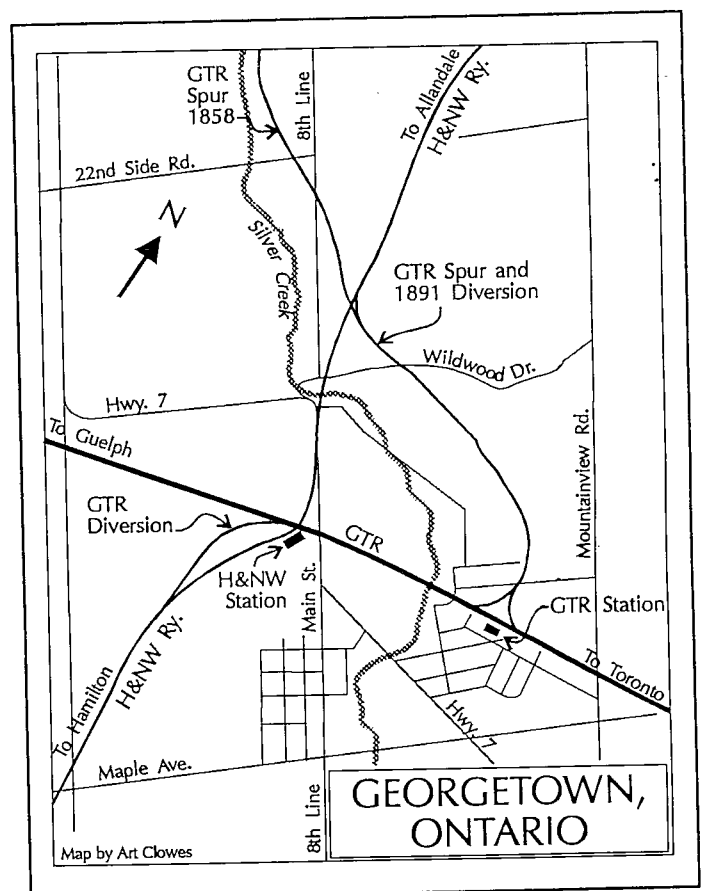 GTR
Spur
1858
8th Line
To Allandale
H&NW Ry.
22nd Side Rd.
N
Silver Creek
GTR Spur and
1891 Diversion
Wildwood Dr.
Hwy. 7
To Guelph
Mountainview Rd.
GTR
Diversion
GTR
H&NW
Station
Main St.
GTR Station
To Hamilton
H&NW Ry.
To Toronto
Hwy. 7
Maple Ave.
8th Line
GEORGETOWN,
ONTARIO
Map by Art Clowes